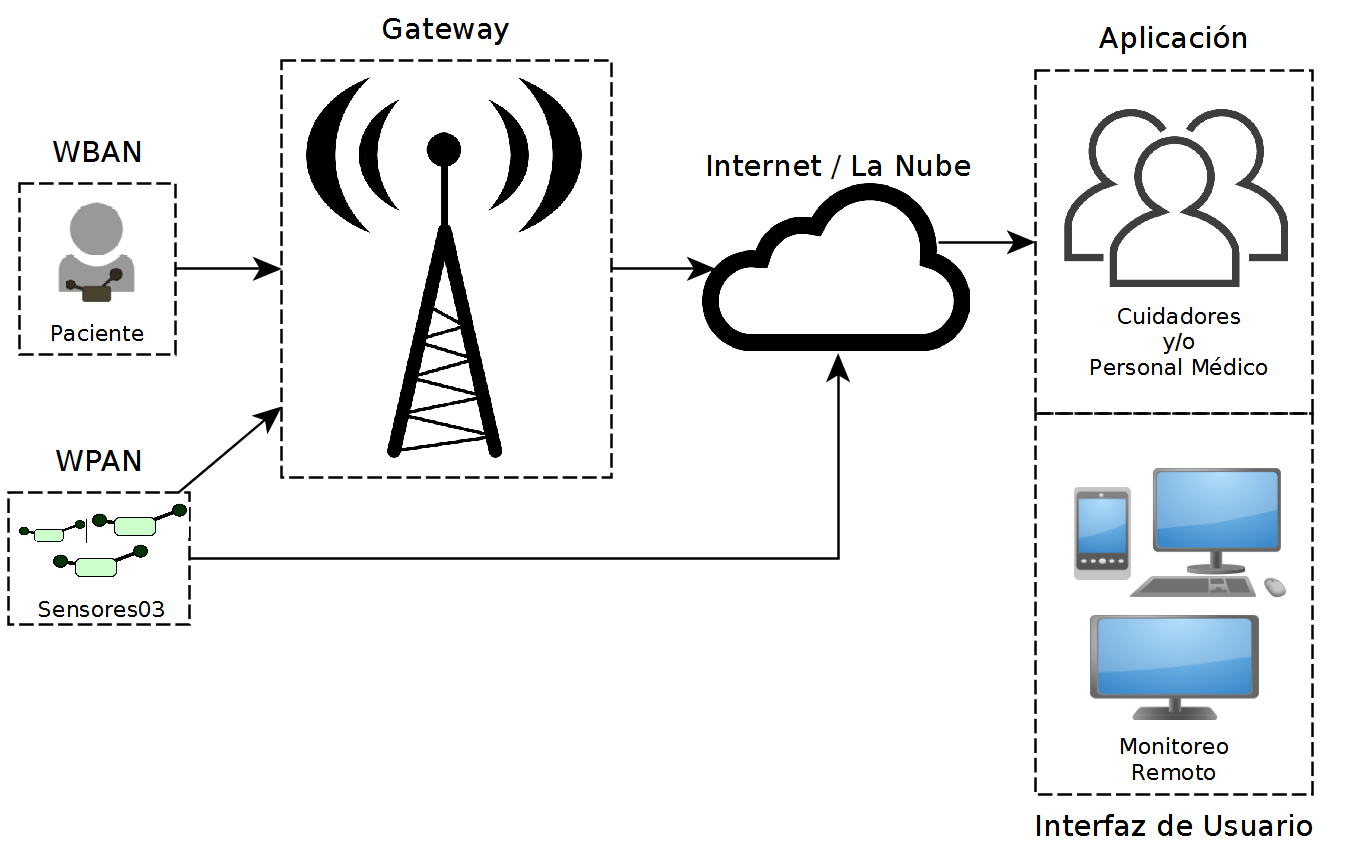 Gateway
Aplicación
WBAN
Internet / La Nube
Paciente
Cuidadores
y/o
Personal Médico
WPAN
Sensores03
Monitoreo
Remoto
Interfaz de Usuario